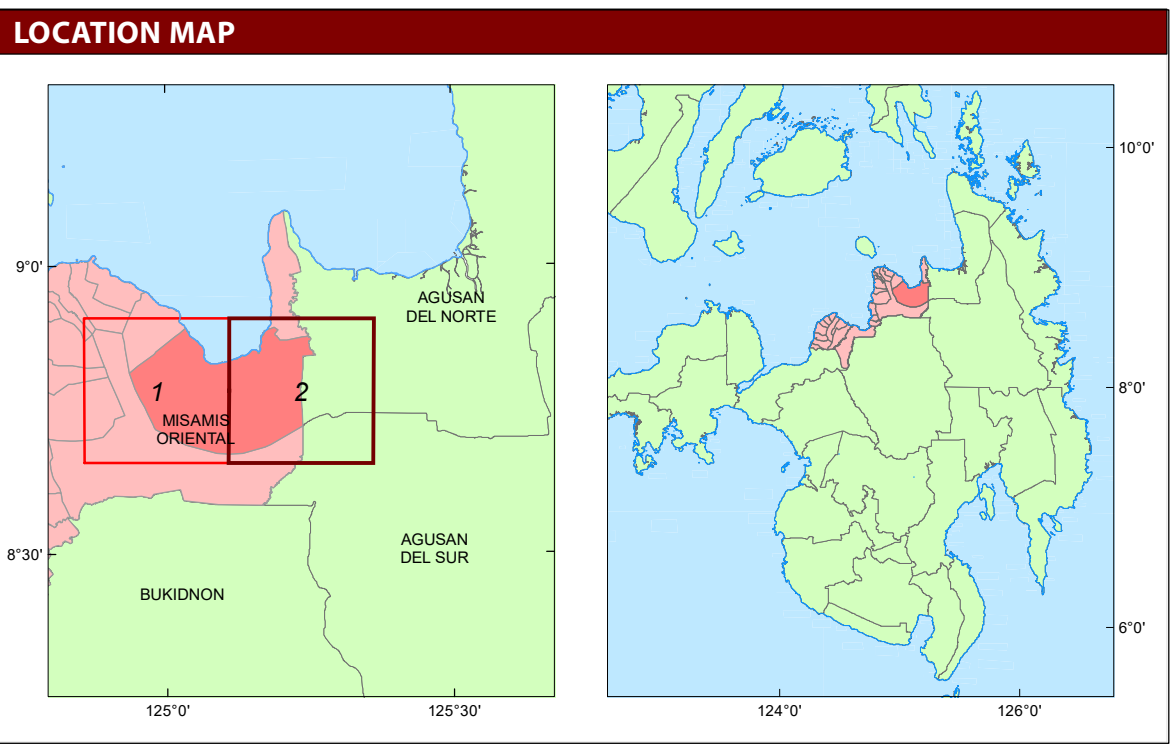 LOCATION MAP
9°0'
8°30'
AGUSAN
DEL NORTE
1
2
MISAMIS
ORIENTAL
AGUSAN
DEL SUR
BUKIDNON
125°0'
125°30'
10°0'
8°0'
6°0'
124°0'
126°0'